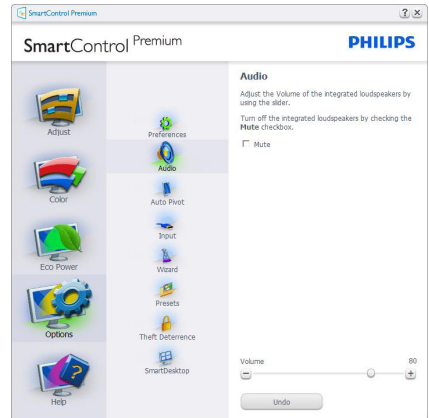 SmartControl Premium
SmartControl Premium
PHILIPS
Adjust
Color
Eco Power
Options
Help
Preferences
Audio
Auto Pivot
Input
Wizard
Presets
Theft Deterrence
SmartDesktop
Audio
Adjust the Volume of the integrated loudspeakers by
using the slider.
Turn off the integrated loudspeakers by checking the
Mute checkbox.
Mute
Volume 80
Undo